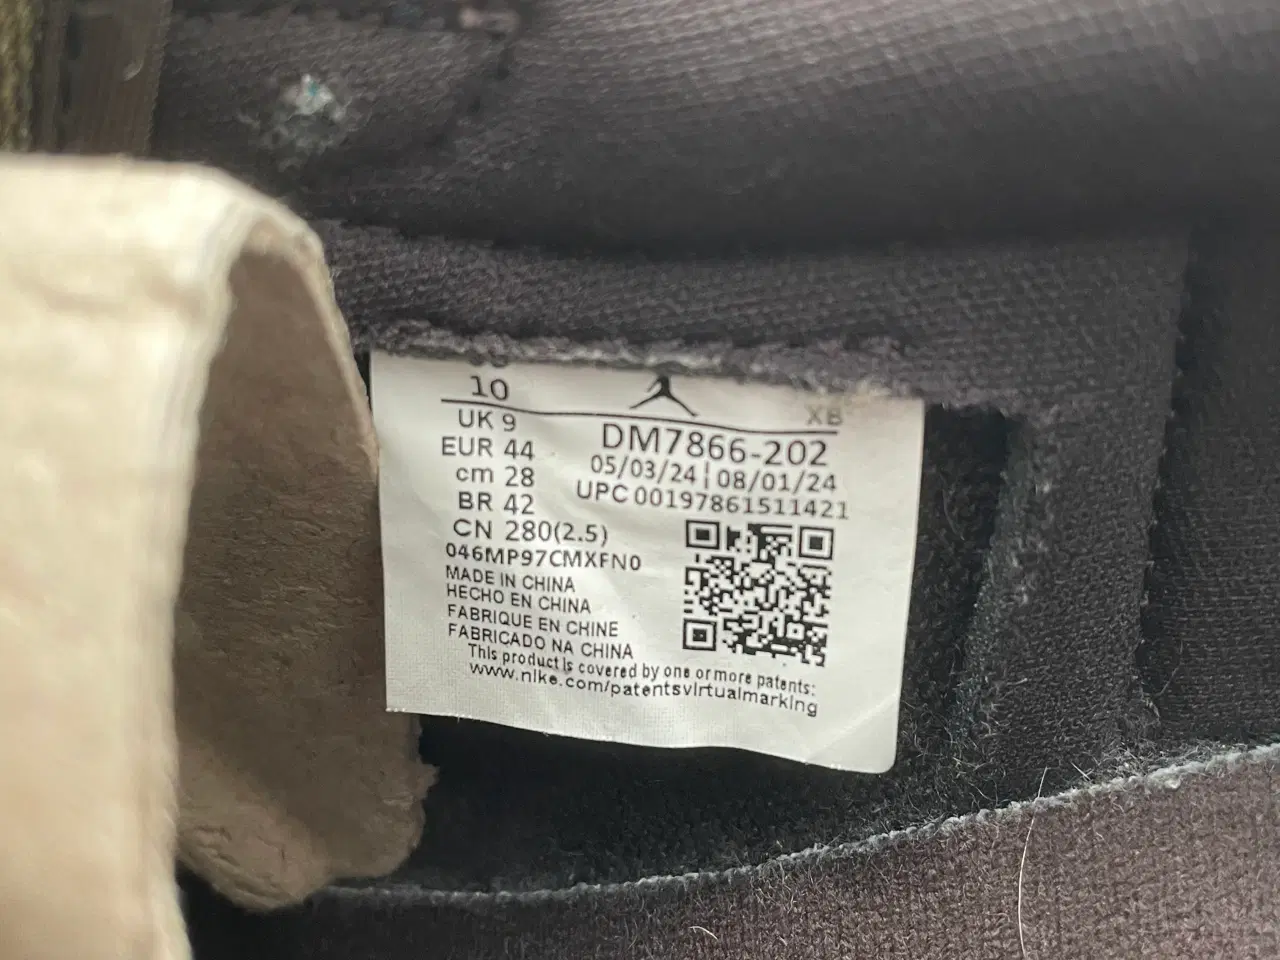 10
XB
UK 9
EUR 44
cm 28
BR 42
CN 280(2.5)
046MP97CMXFN0
DM7866-202
05/03/24 | 08/01/24
UPC 00197861511421
MADE IN CHINA
HECHO EN CHINA
FABRIQUE EN CHINE
FABRICADO NA CHINA
This product is covered by one or more patents:
www.nike.com/patentsvirtualmarking